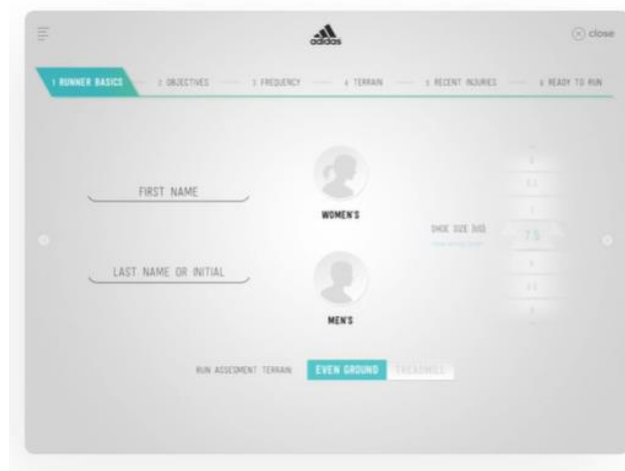 adidas
close
1 RUNNER BASICS
2 OBJECTIVES
3 FREQUENCY
4 TERRAIN
5 RECENT INJURIES
6 READY TO RUN
FIRST NAME
WOMEN'S
SHOE SIZE (US)
7.5
LAST NAME OR INITIAL
MEN'S
RUN ASSESMENT TERRAIN
EVEN GROUND
TREADMILL